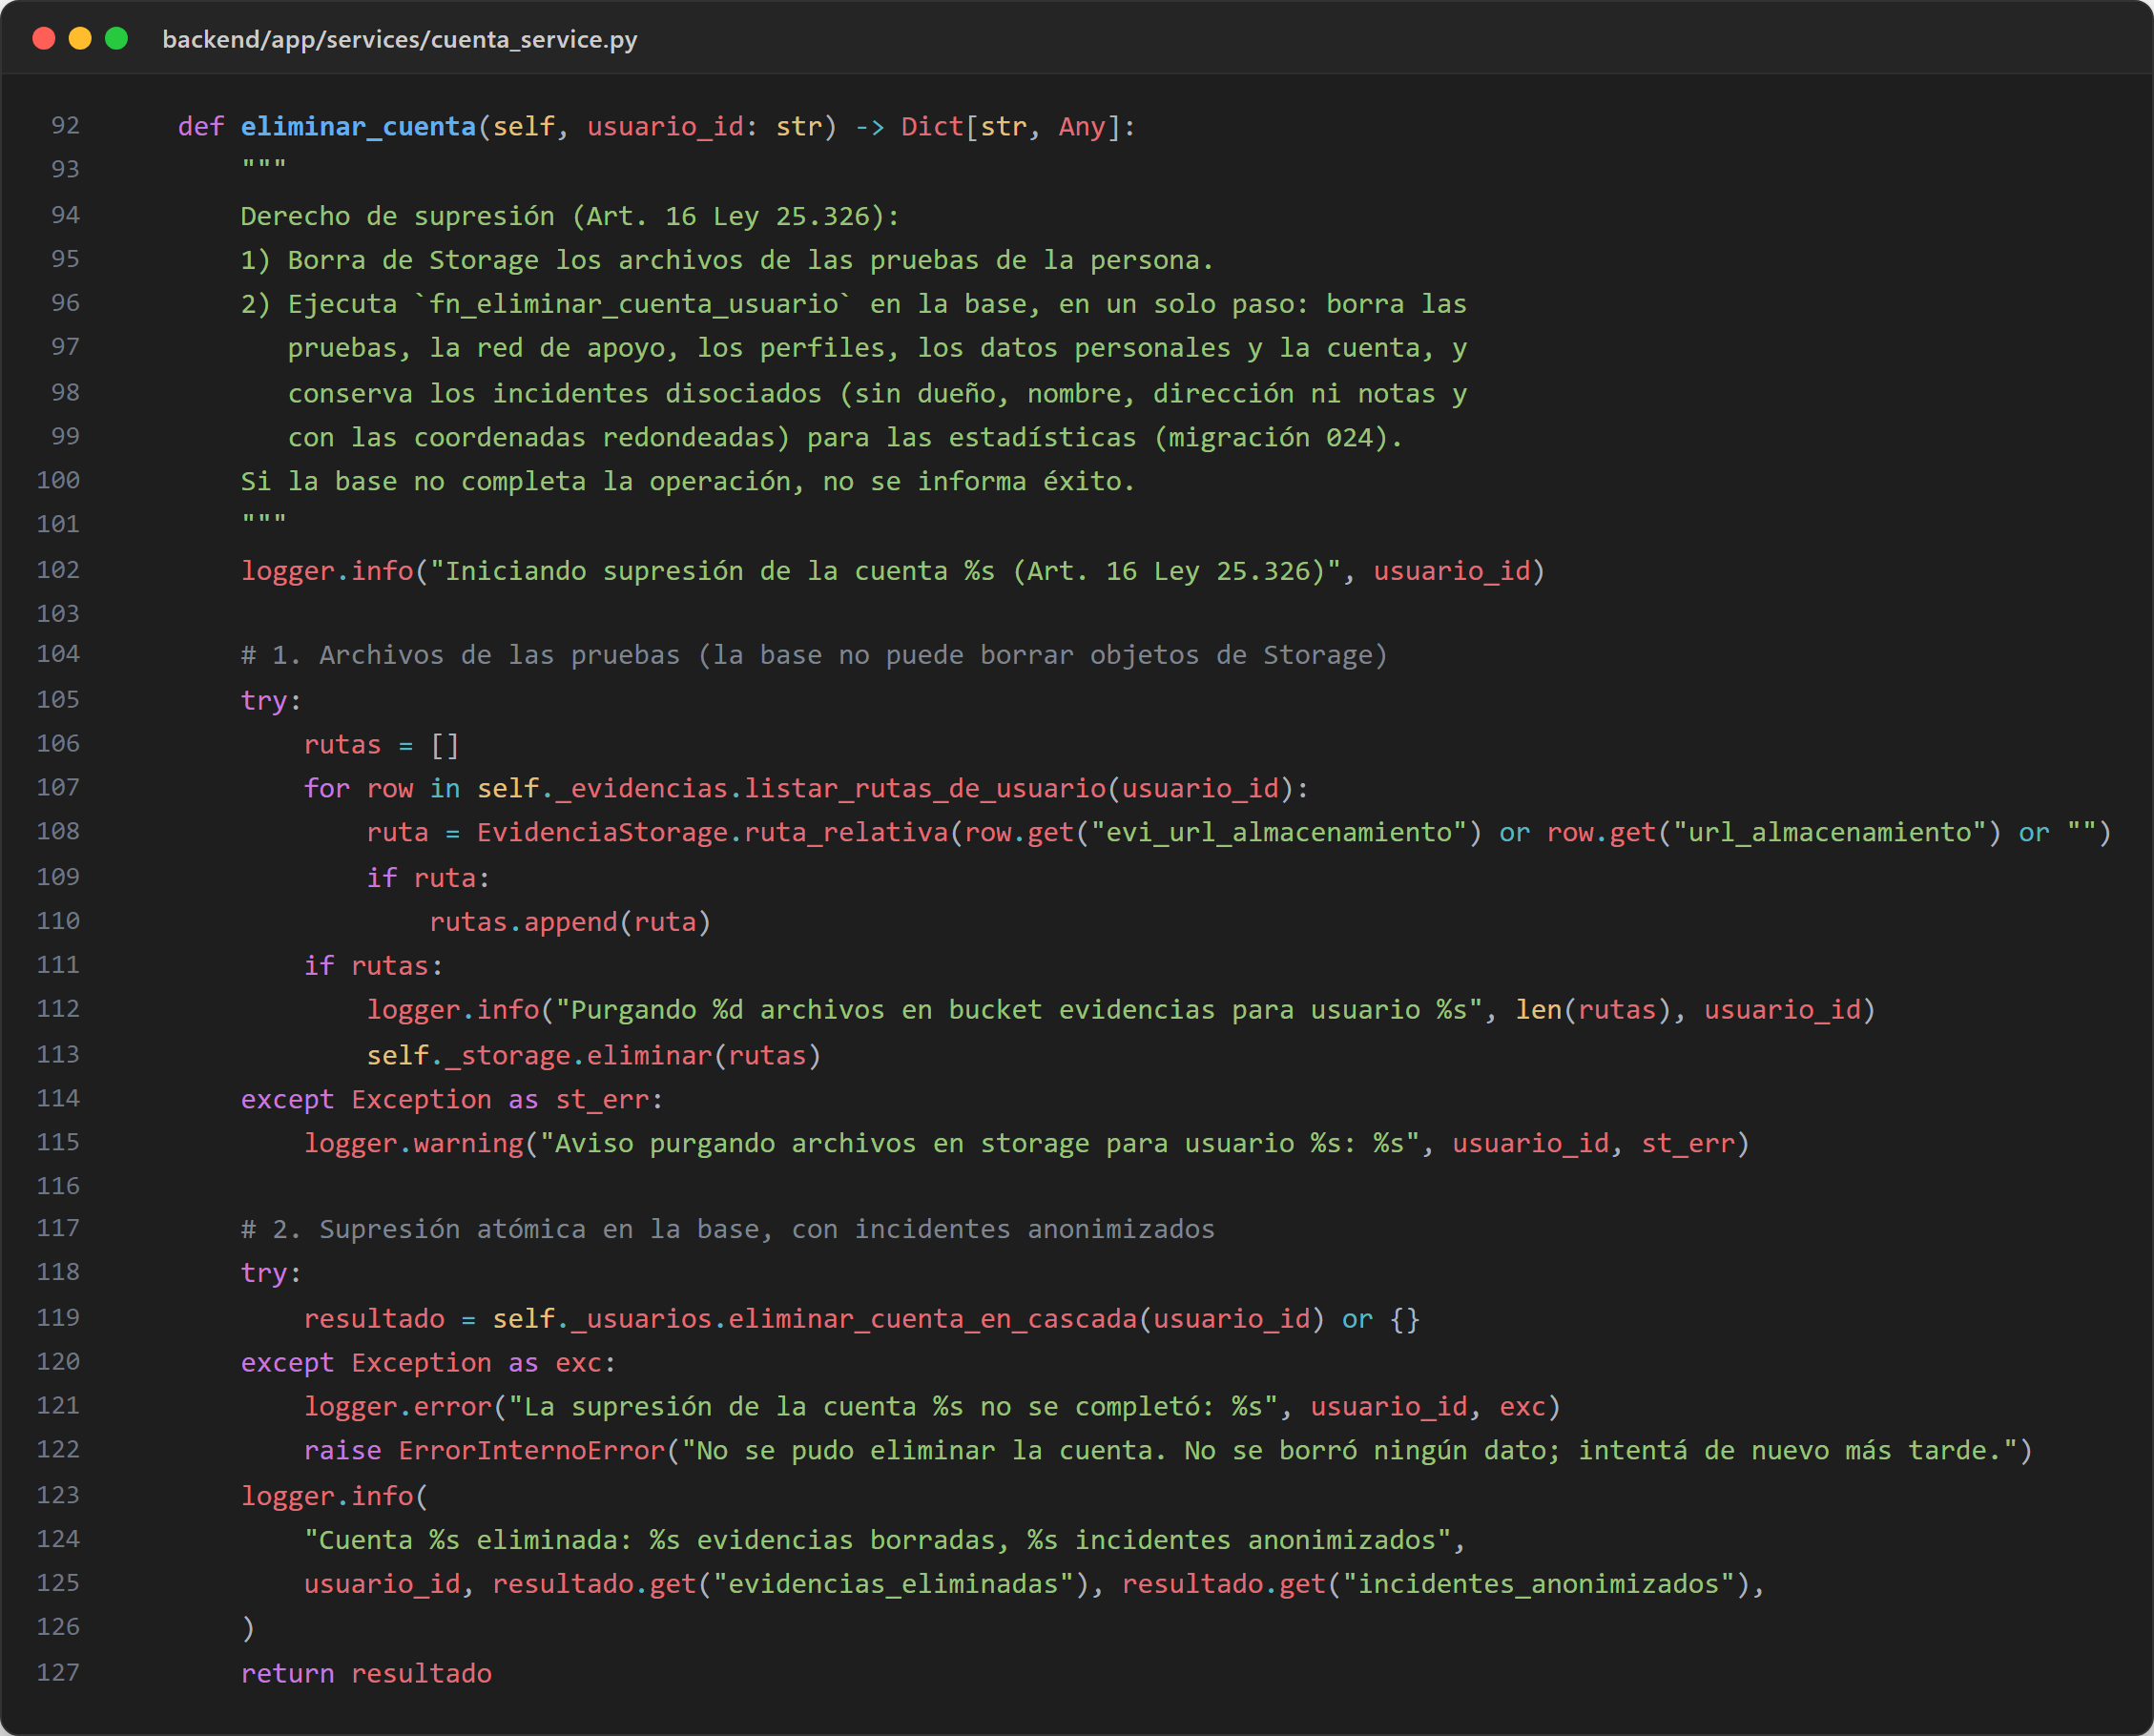 backend/app/services/cuenta_service.py
92     def eliminar_cuenta(self, usuario_id: str) -> Dict[str, Any]:
93         """
94         Derecho de supresión (Art. 16 Ley 25.326):
95         1) Borra de Storage los archivos de las pruebas de la persona.
96         2) Ejecuta `fn_eliminar_cuenta_usuario` en la base, en un solo paso: borra las
97            pruebas, la red de apoyo, los perfiles, los datos personales y la cuenta, y
98            conserva los incidentes disociados (sin dueño, nombre, dirección ni notas y
99            con las coordenadas redondeadas) para las estadísticas (migración 024).
100         Si la base no completa la operación, no se informa éxito.
101         """
102         logger.info("Iniciando supresión de la cuenta %s (Art. 16 Ley 25.326)", usuario_id)
103
104         # 1. Archivos de las pruebas (la base no puede borrar objetos de Storage)
105         try:
106             rutas = []
107             for row in self._evidencias.listar_rutas_de_usuario(usuario_id):
108                 ruta = EvidenciaStorage.ruta_relativa(row.get("evi_url_almacenamiento") or row.get("url_almacenamiento") or "")
109                 if ruta:
110                     rutas.append(ruta)
111             if rutas:
112                 logger.info("Purgando %d archivos en bucket evidencias para usuario %s", len(rutas), usuario_id)
113                 self._storage.eliminar(rutas)
114         except Exception as st_err:
115             logger.warning("Aviso purgando archivos en storage para usuario %s: %s", usuario_id, st_err)
116
117         # 2. Supresión atómica en la base, con incidentes anonimizados
118         try:
119             resultado = self._usuarios.eliminar_cuenta_en_cascada(usuario_id) or {}
120         except Exception as exc:
121             logger.error("La supresión de la cuenta %s no se completó: %s", usuario_id, exc)
122             raise ErrorInternoError("No se pudo eliminar la cuenta. No se borró ningún dato; intentá de nuevo más tarde.")
123         logger.info(
124             "Cuenta %s eliminada: %s evidencias borradas, %s incidentes anonimizados",
125             usuario_id, resultado.get("evidencias_eliminadas"), resultado.get("incidentes_anonimizados"),
126         )
127         return resultado